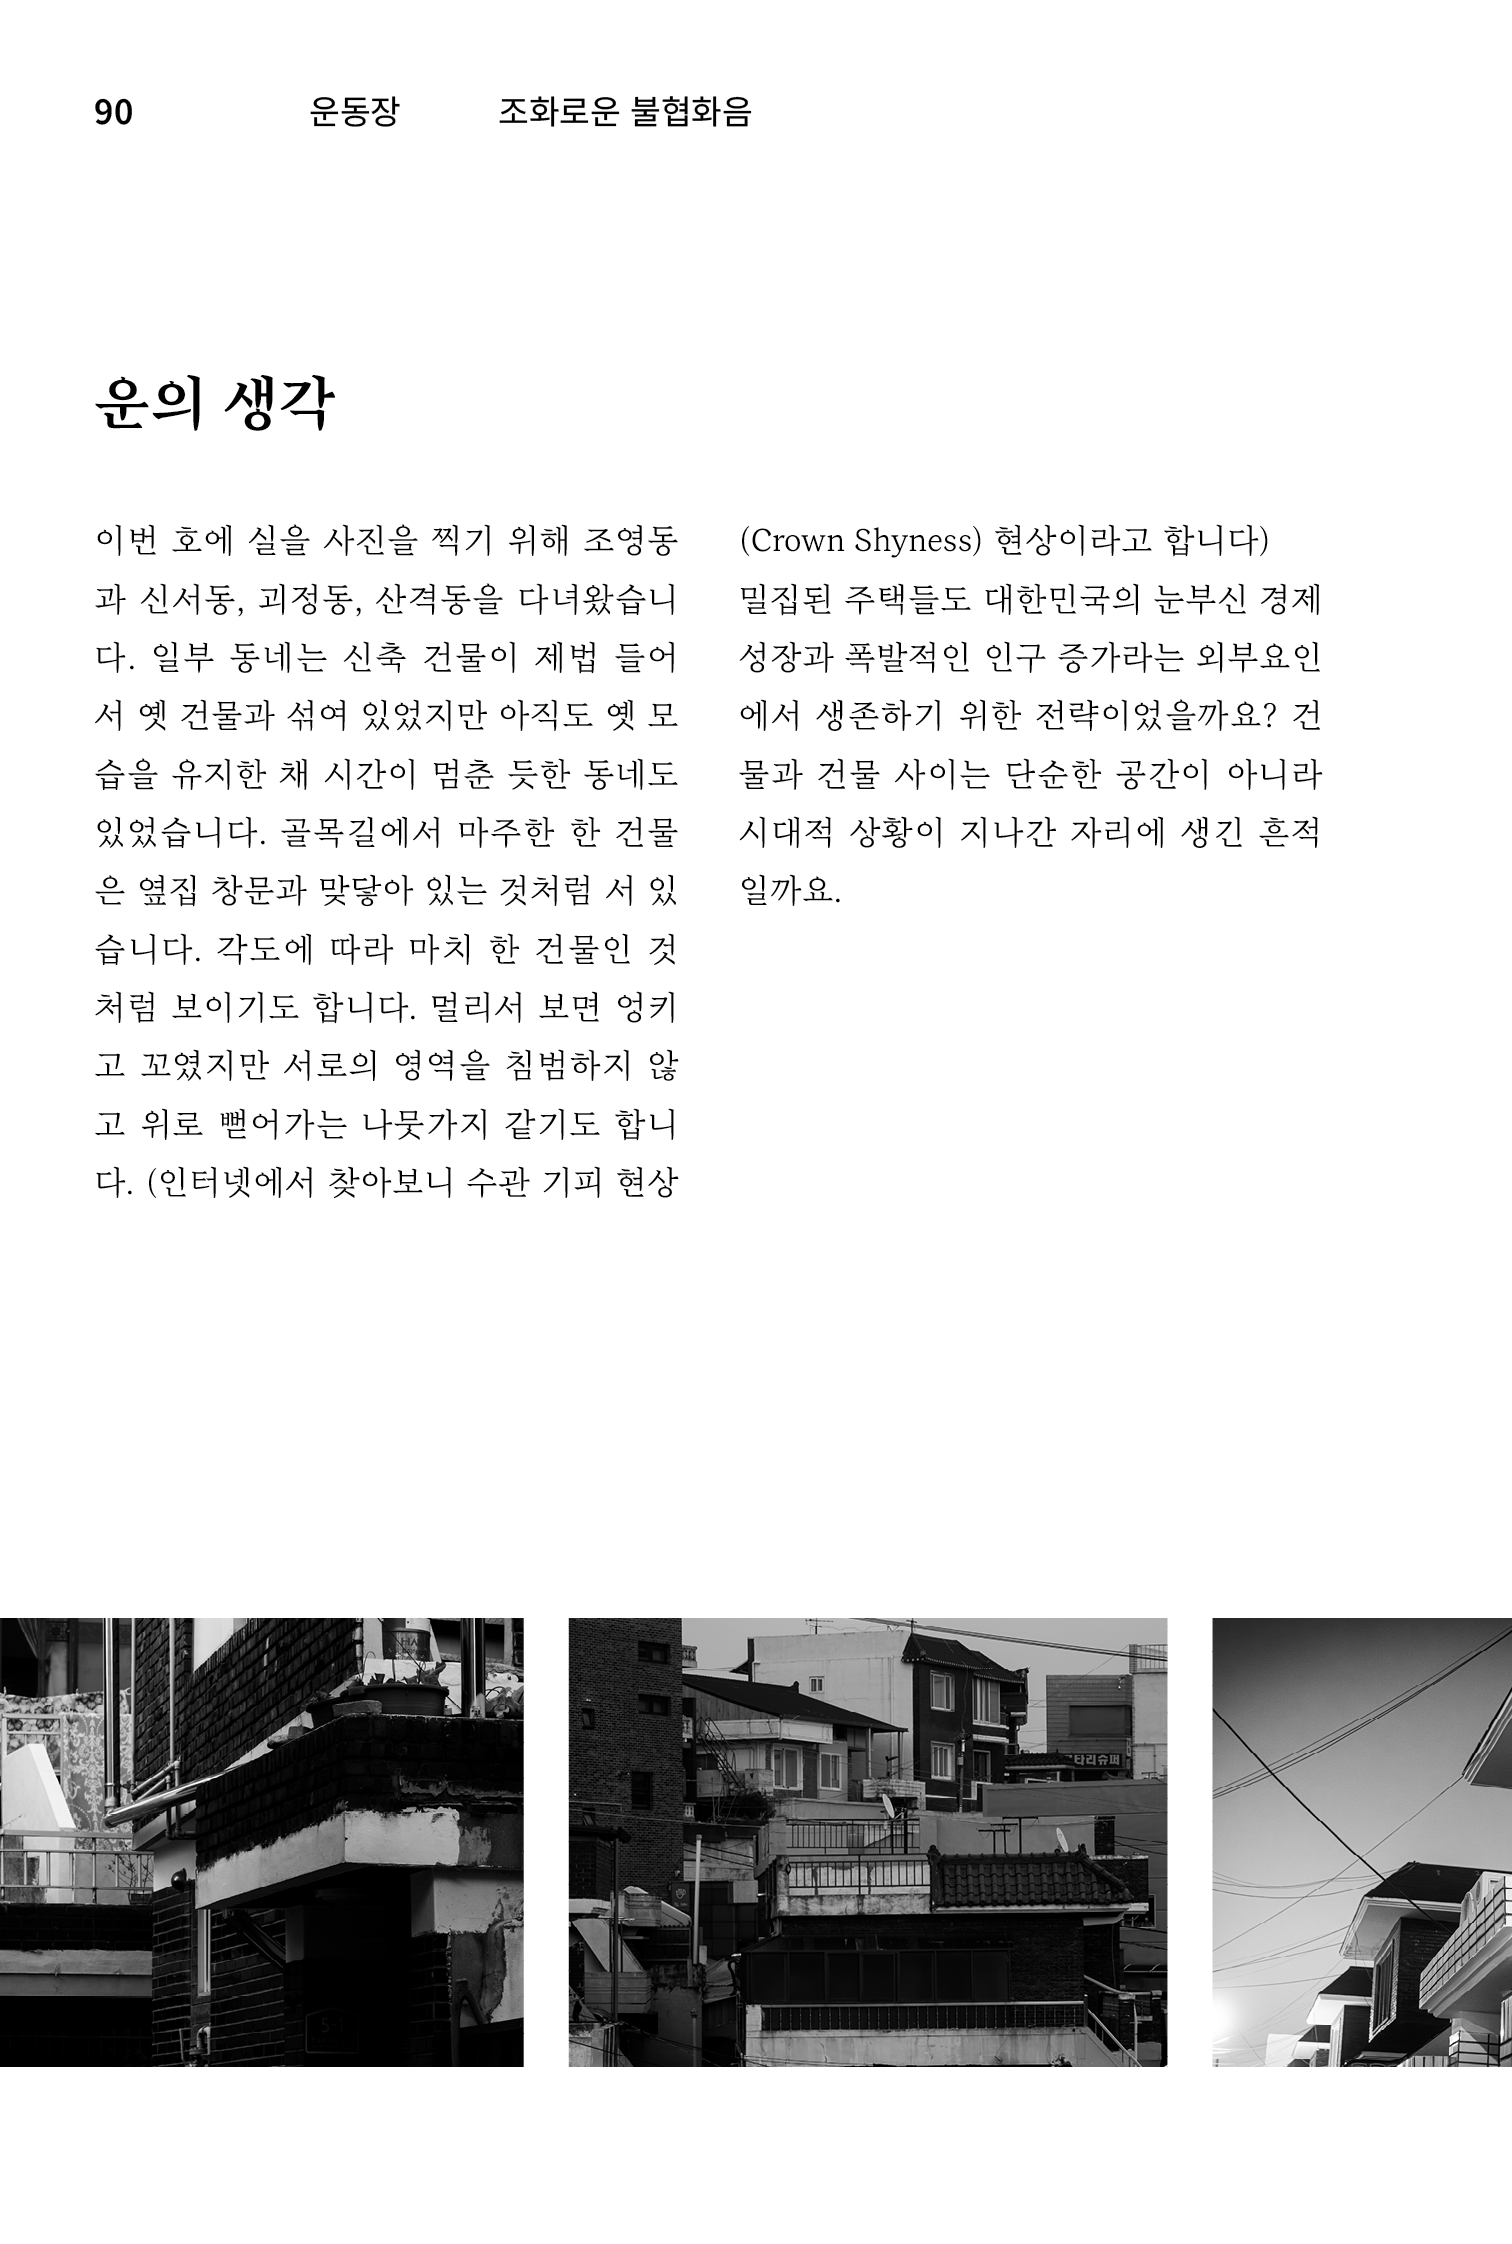 90 운동장 조화로운 불협화음
운의 생각
이번 호에 실을 사진을 찍기 위해 조영동
과 신서동, 괴정동, 산격동을 다녀왔습니
다. 일부 동네는 신축 건물이 제법 들어
서 옛 건물과 섞여 있었지만 아직도 옛 모
습을 유지한 채 시간이 멈춘 듯한 동네도
있었습니다. 골목길에서 마주한 한 건물
은 옆집 창문과 맞닿아 있는 것처럼 서 있
습니다. 각도에 따라 마치 한 건물인 것
처럼 보이기도 합니다. 멀리서 보면 엉키
고 꼬였지만 서로의 영역을 침범하지 않
고 위로 뻗어가는 나뭇가지 같기도 합니
다. (인터넷에서 찾아보니 수관 기피 현상
(Crown Shyness) 현상이라고 합니다)
밀집된 주택들도 대한민국의 눈부신 경제
성장과 폭발적인 인구 증가라는 외부요인
에서 생존하기 위한 전략이었을까요? 건
물과 건물 사이는 단순한 공간이 아니라
시대적 상황이 지나간 자리에 생긴 흔적
일까요.
타리슈퍼